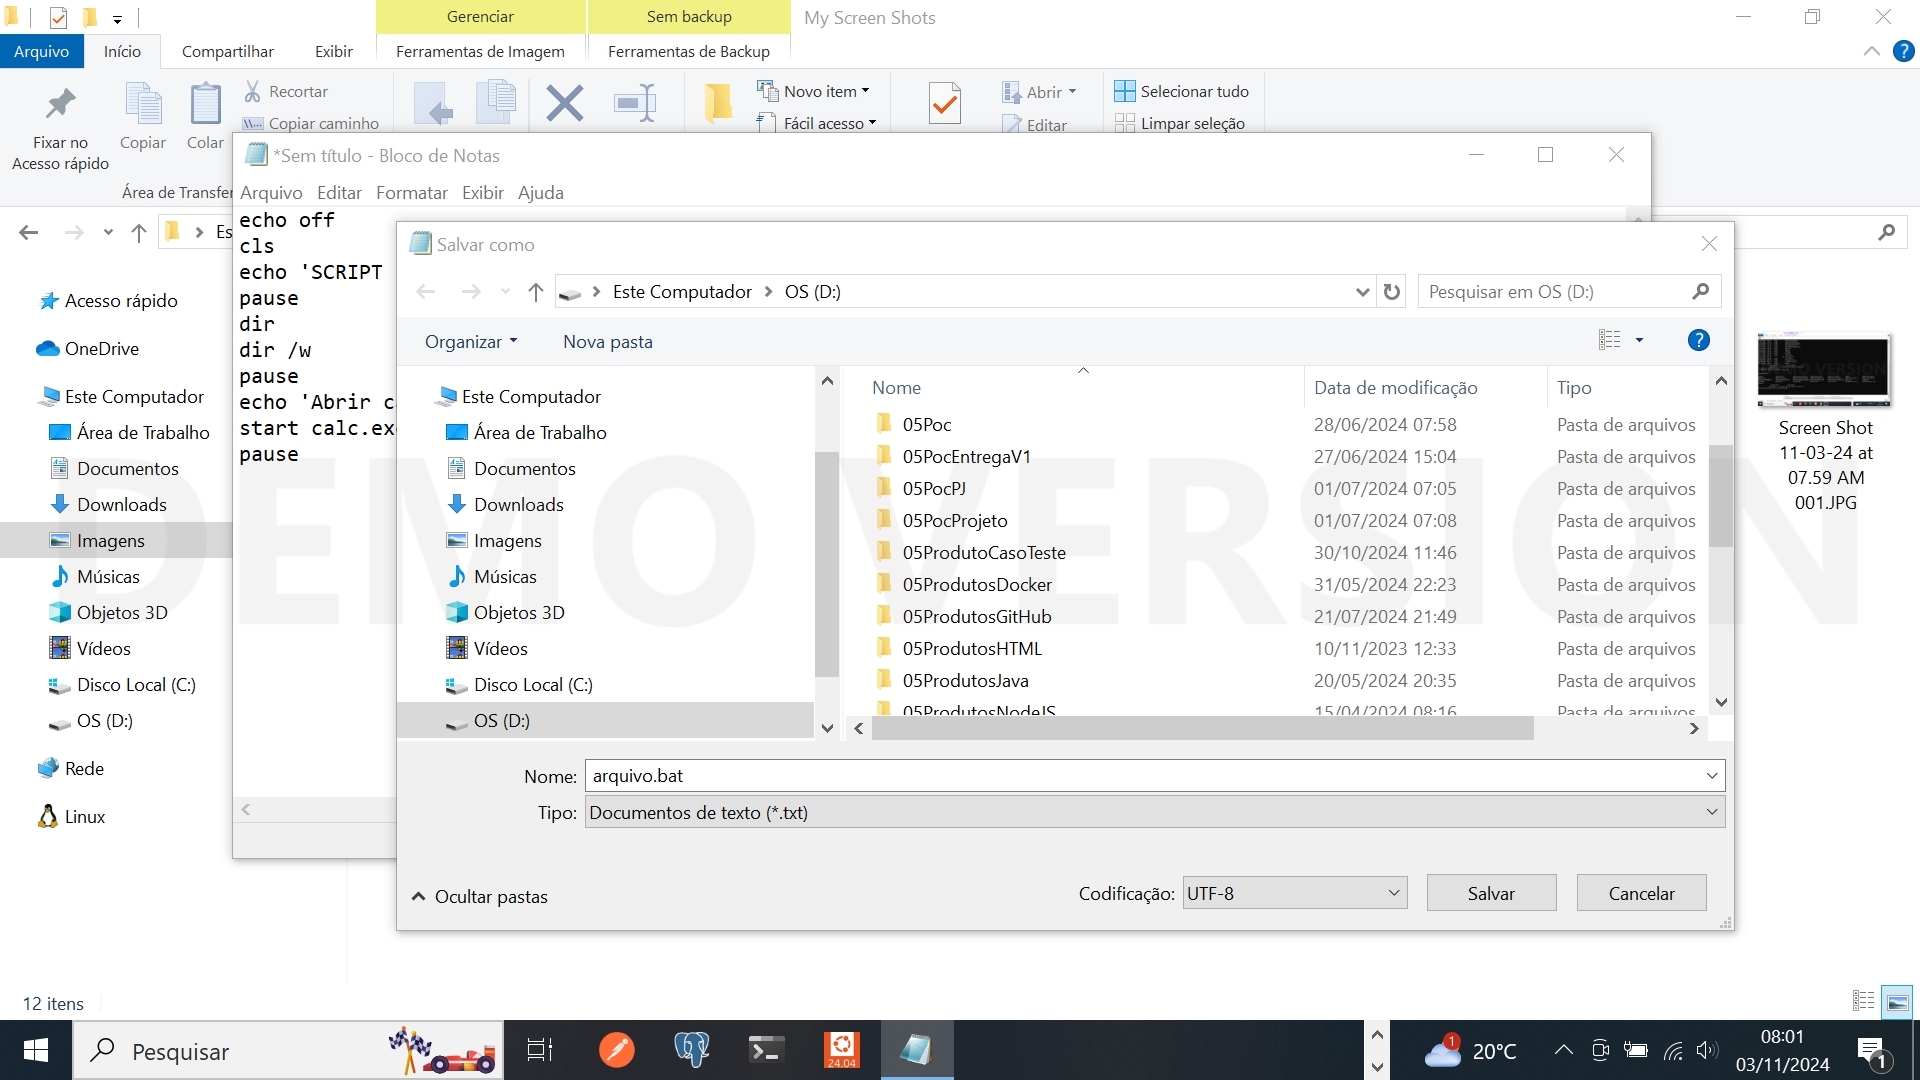 Gerenciar
Sem backup
My Screen Shots
Arquivo
Início
Compartilhar
Exibir
Ferramentas de Imagem
Ferramentas de Backup
Fixar no
Acesso rápido
Copiar
Colar
Recortar
Copiar caminho
Novo item
Fácil acesso
Abrir
Editar
Selecionar tudo
Limpar seleção
Área de Transfer
*Sem título - Bloco de Notas
Arquivo Editar Formatar Exibir Ajuda
echo off
cls
echo 'SCRIPT
pause
dir
dir /w
pause
echo 'Abrir
start calc.ex
pause
Es
Acesso rápido
OneDrive
Este Computador
Área de Trabalho
Documentos
Downloads
Imagens
Músicas
Objetos 3D
Vídeos
Disco Local (C:)
OS (D:)
Rede
Linux
Salvar como
Este Computador
OS (D:)
Pesquisar em OS (D:)
Organizar
Nova pasta
Este Computador
Área de Trabalho
Documentos
Downloads
Imagens
Músicas
Objetos 3D
Vídeos
Disco Local (C:)
OS (D:)
Nome Data de modificação Tipo
05Poc 28/06/2024 07:58 Pasta de arquivos
05PocEntregaV1 27/06/2024 15:04 Pasta de arquivos
05PocPJ 01/07/2024 07:05 Pasta de arquivos
05PocProjeto 01/07/2024 07:08 Pasta de arquivos
05ProdutoCasoTeste 30/10/2024 11:46 Pasta de arquivos
05ProdutosDocker 31/05/2024 22:23 Pasta de arquivos
05ProdutosGitHub 21/07/2024 21:49 Pasta de arquivos
05ProdutosHTML 10/11/2023 12:33 Pasta de arquivos
05ProdutosJava 20/05/2024 20:35 Pasta de arquivos
05ProdutosNodeJS 15/04/2024 08:16 Pasta de arquivos
Nome: arquivo.bat
Tipo: Documentos de texto (*.txt)
Ocultar pastas
Codificação: UTF-8
Salvar
Cancelar
Screen Shot
11-03-24 at
07.59 AM
001.JPG
DEMO VERSION
12 itens
Pesquisar
24.04
1
20°C
08:01
03/11/2024
1